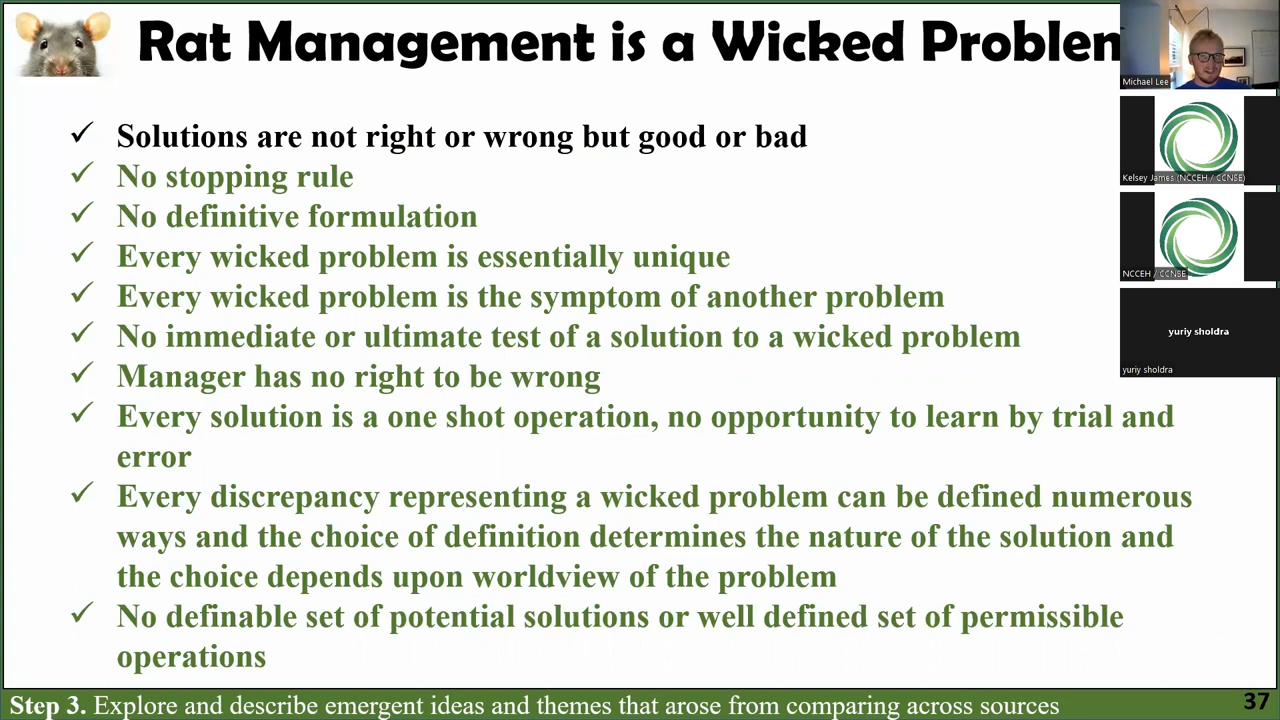 Rat Management is a Wicked Problem
✓ Solutions are not right or wrong but good or bad
✓ No stopping rule
✓ No definitive formulation
✓ Every wicked problem is essentially unique
✓ Every wicked problem is the symptom of another problem
✓ No immediate or ultimate test of a solution to a wicked problem
✓ Manager has no right to be wrong
✓ Every solution is a one shot operation, no opportunity to learn by trial and
error
✓ Every discrepancy representing a wicked problem can be defined numerous
ways and the choice of definition determines the nature of the solution and
the choice depends upon worldview of the problem
✓ No definable set of potential solutions or well defined set of permissible
operations
Step 3. Explore and describe emergent ideas and themes that arose from comparing across sources
37
Michael Lee
Kelsey James (NCCEH / CCNSE)
NCCEH / CCNSE
yuriy sholdra
yuriy sholdra